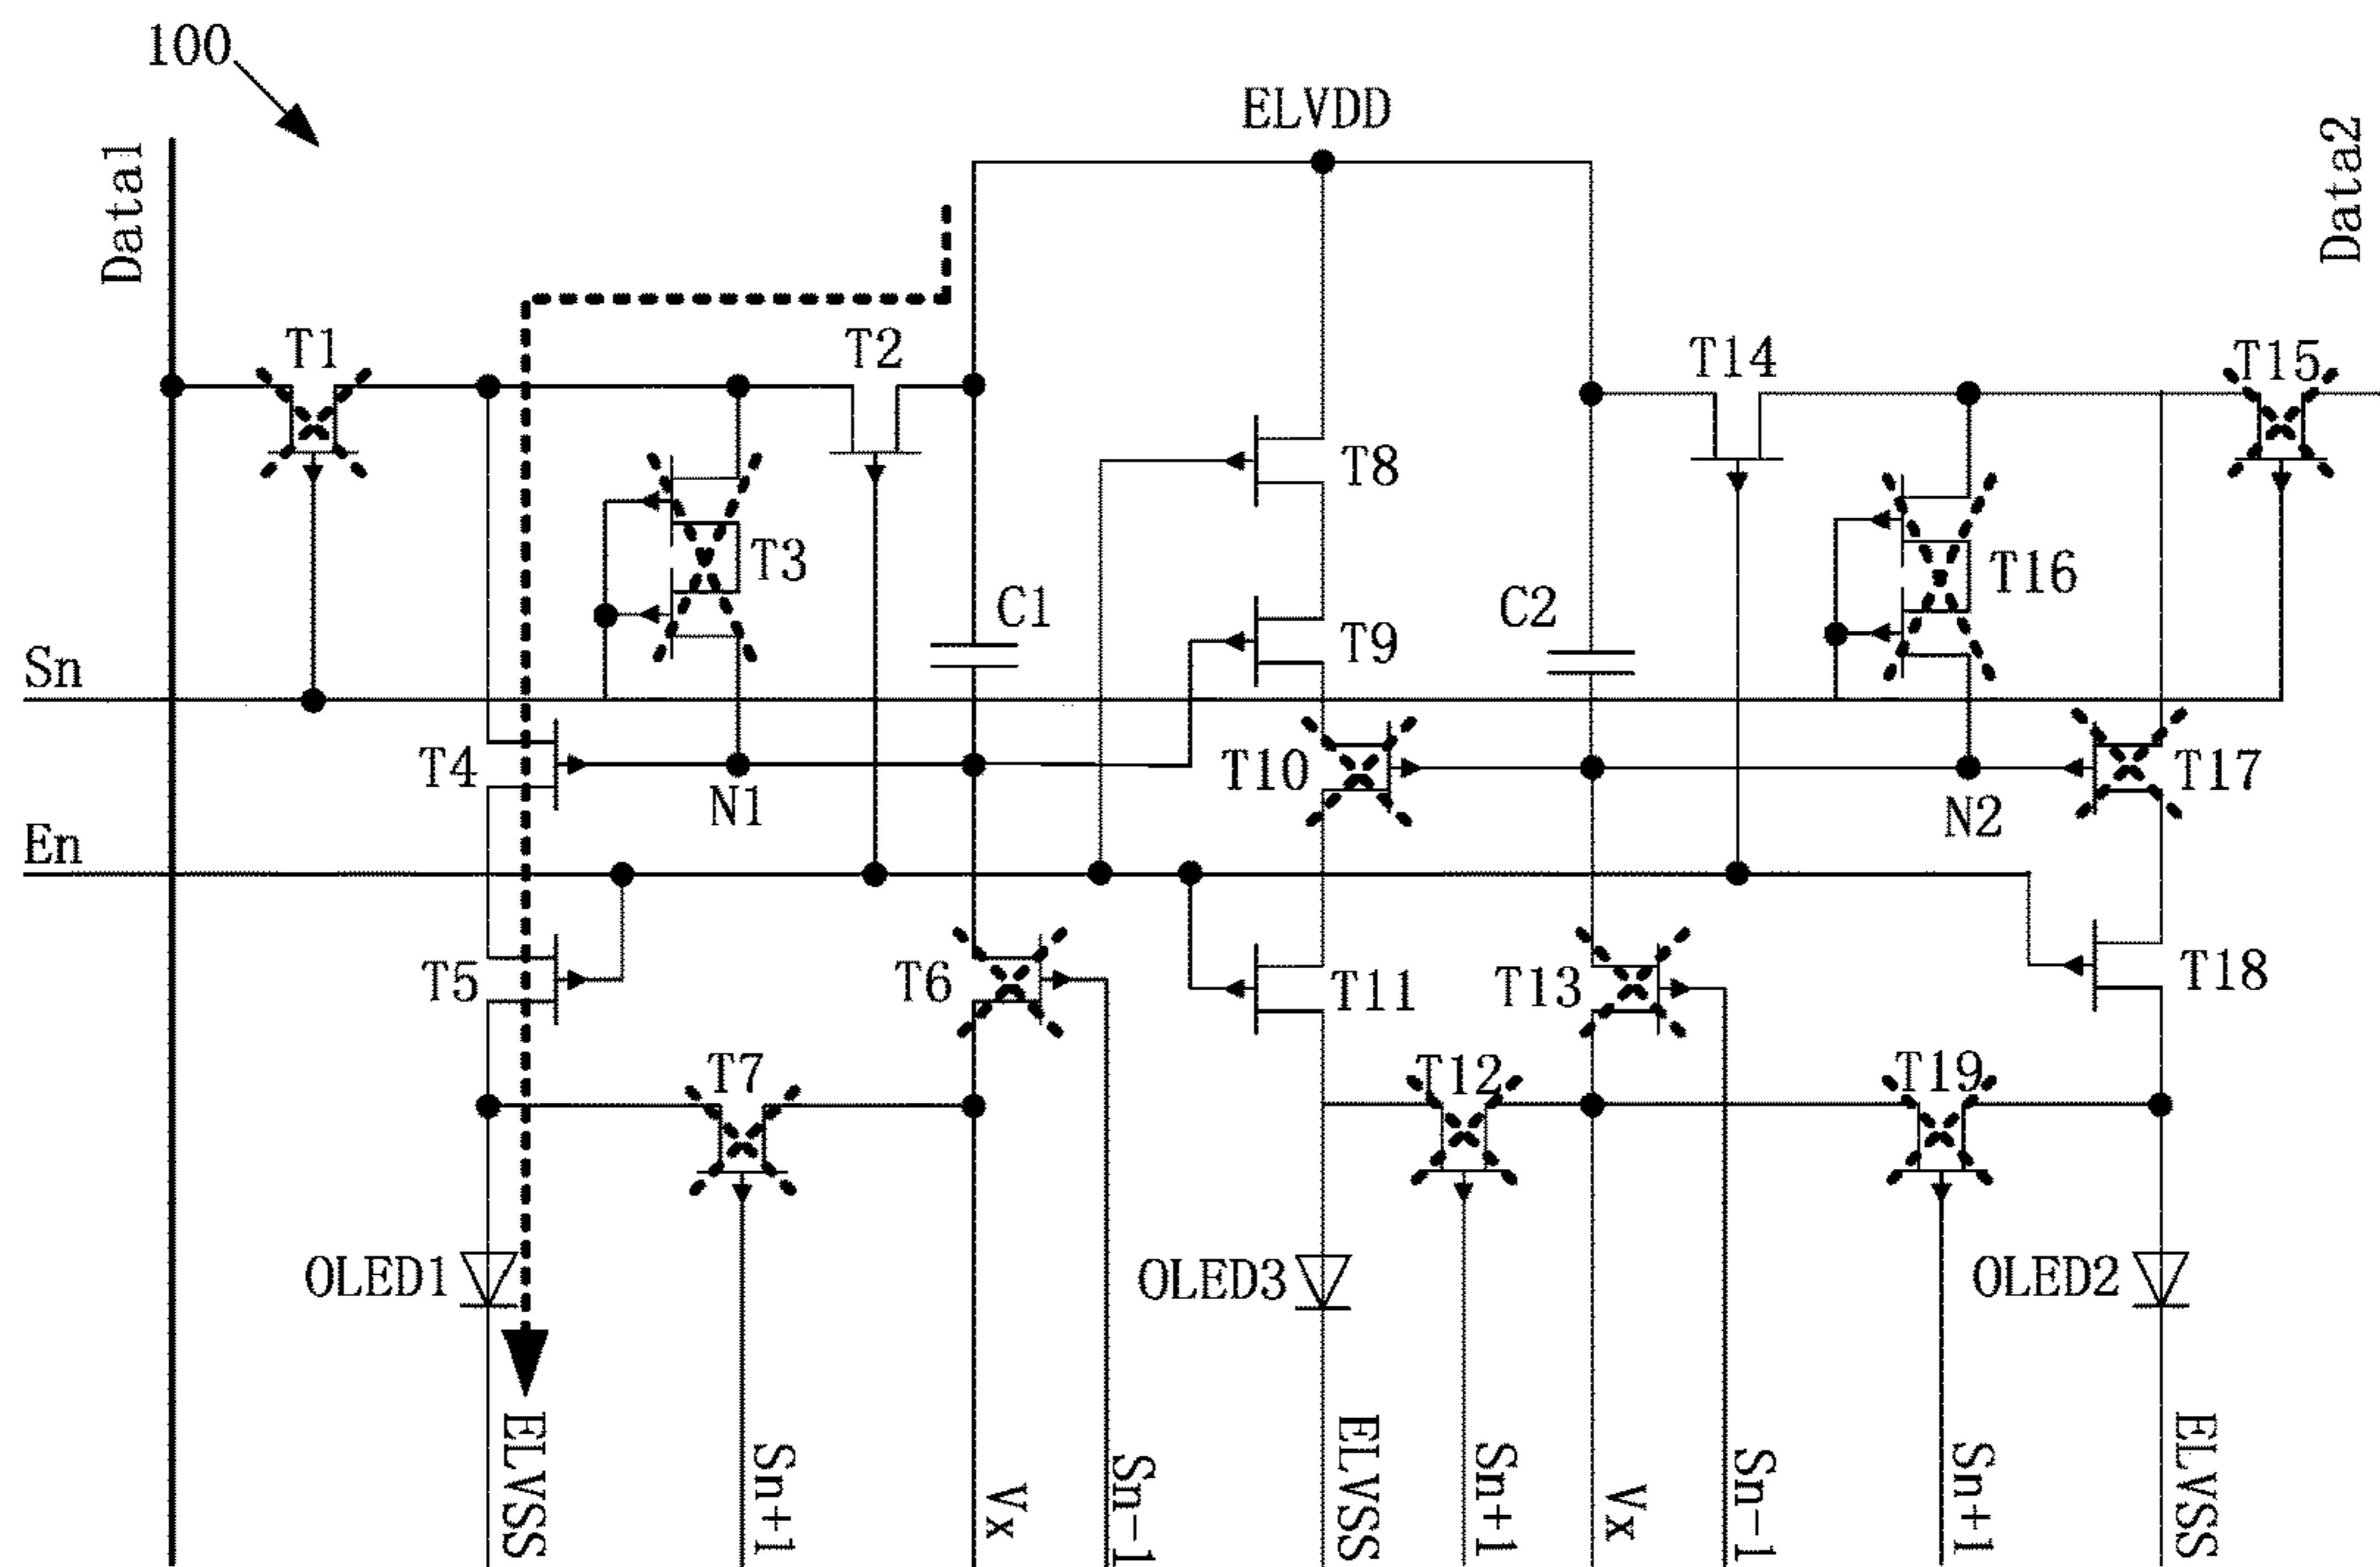 100
ELVDD
Data1
Data2
T1
T2
T14
T15
T8
T3
T16
C1
C2
T9
Sn
T4
N1
T10
N2
T17
En
T5
T6
T11
T13
T18
T7
T12
T19
OLED1
OLED3
OLED2
ELVSS
Sn+1
Vx
Sn-1
ELVSS
Sn+1
Vx
Sn-1
Sn+1
ELVSS